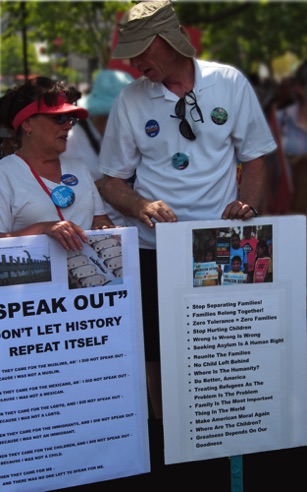 "SPEAK OUT"
DON'T LET HISTORY
REPEAT ITSELF
THEY CAME FOR THE MUSLIMS, AN' I DID NOT SPEAK OUT -
BECAUSE I WAS NOT A MUSLIM.
THEY CAME FOR THE MEXICANS, AN' I DID NOT SPEAK OUT -
BECAUSE I WAS NOT A MEXICAN.
THEN THEY CAME FOR THE LGBTQ, AND I DID NOT SPEAK OUT -
BECAUSE I WAS NOT A LGBTQ.
WHEN THEY CAME FOR THE IMMIGRANTS, AND I DID NOT SPEAK OUT -
BECAUSE I WAS NOT AN IMMIGRANT.
THEN THEY CAME FOR THE CHILDREN, AND I DID NOT SPEAK OUT -
BECAUSE I WAS NOT A CHILD.
THEN THEY CAME FOR ME -
AND THERE WAS NO ONE LEFT TO SPEAK FOR ME.
Stop Separating Families!
Families Belong Together!
Zero Tolerance = Zero Families
Stop Hurting Children
Wrong Is Wrong Is Wrong
Seeking Asylum Is A Human Right
Reunite The Families
No Child Left Behind
Where Is The Humanity?
Do Better, America
Treating Refugees As The
Problem Is The Problem
Family Is The Most Important
Thing In The World
Make American Moral Again
Where Are The Children?
Greatness Depends On Our
Goodness